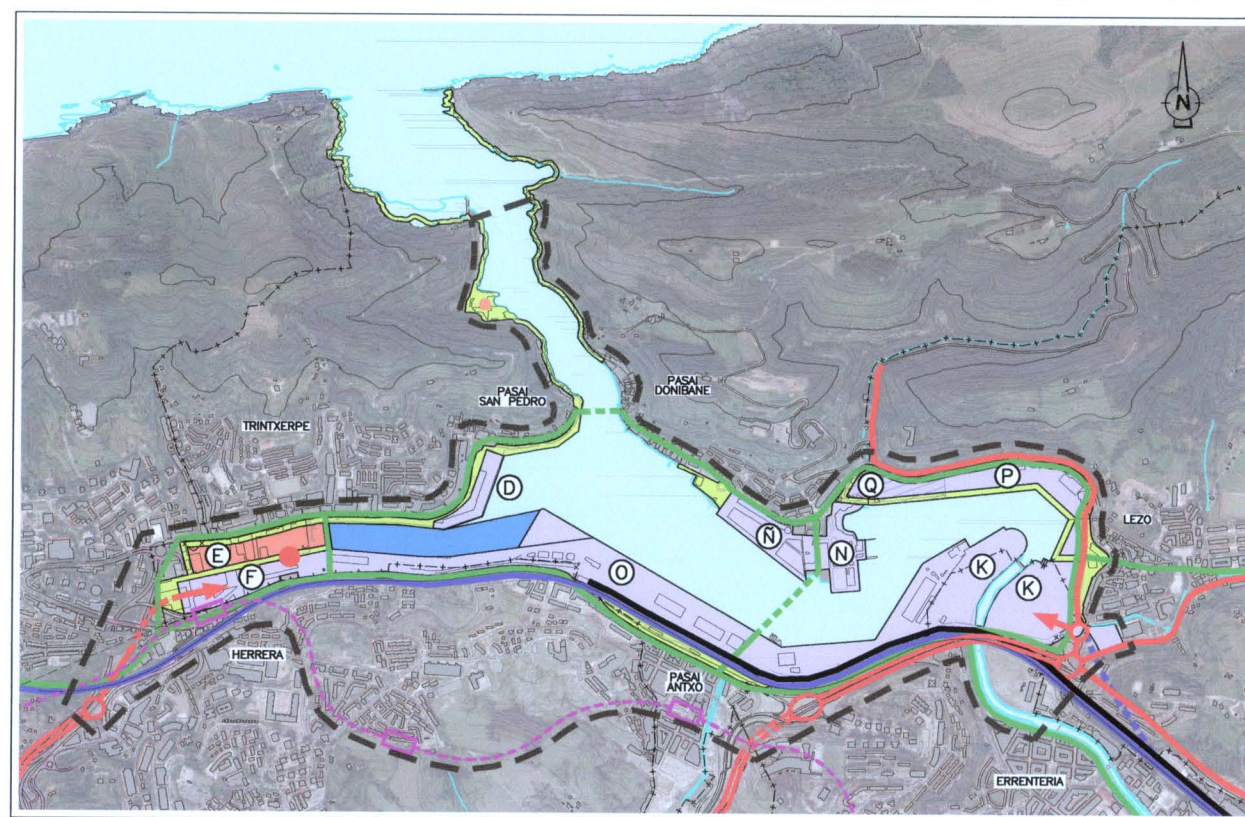 N
PASAI
SAN PEDRO
PASAI
DONIBANE
TRINTXERPE
D
Q
P
LEZO
E
F
Ñ
N
K
K
O
HERRERA
PASAI
ANTXO
ERRENTERIA